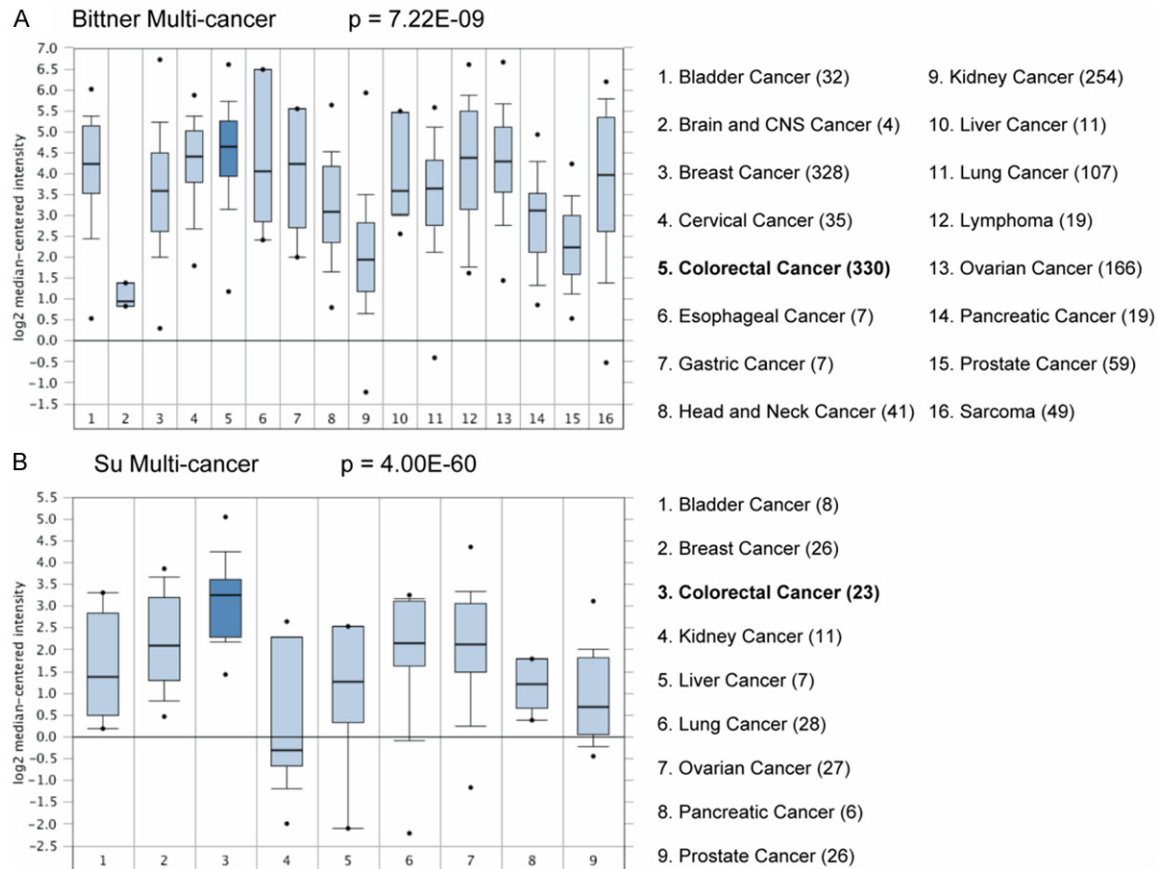 A Bittner Multi-cancer p = 7.22E-09
log2 median-centered intensity
7.0
6.5
6.0
5.5
5.0
4.5
4.0
3.5
3.0
2.5
2.0
1.5
1.0
0.5
0.0
−0.5
−1.0
−1.5
1 2 3 4 5 6 7 8 9 10 11 12 13 14 15 16
1. Bladder Cancer (32)
2. Brain and CNS Cancer (4)
3. Breast Cancer (328)
4. Cervical Cancer (35)
5. Colorectal Cancer (330)
6. Esophageal Cancer (7)
7. Gastric Cancer (7)
8. Head and Neck Cancer (41)
9. Kidney Cancer (254)
10. Liver Cancer (11)
11. Lung Cancer (107)
12. Lymphoma (19)
13. Ovarian Cancer (166)
14. Pancreatic Cancer (19)
15. Prostate Cancer (59)
16. Sarcoma (49)
B Su Multi-cancer p = 4.00E-60
log2 median-centered intensity
5.5
5.0
4.5
4.0
3.5
3.0
2.5
2.0
1.5
1.0
0.5
0.0
−0.5
−1.0
−1.5
−2.0
−2.5
1 2 3 4 5 6 7 8 9
1. Bladder Cancer (8)
2. Breast Cancer (26)
3. Colorectal Cancer (23)
4. Kidney Cancer (11)
5. Liver Cancer (7)
6. Lung Cancer (28)
7. Ovarian Cancer (27)
8. Pancreatic Cancer (6)
9. Prostate Cancer (26)